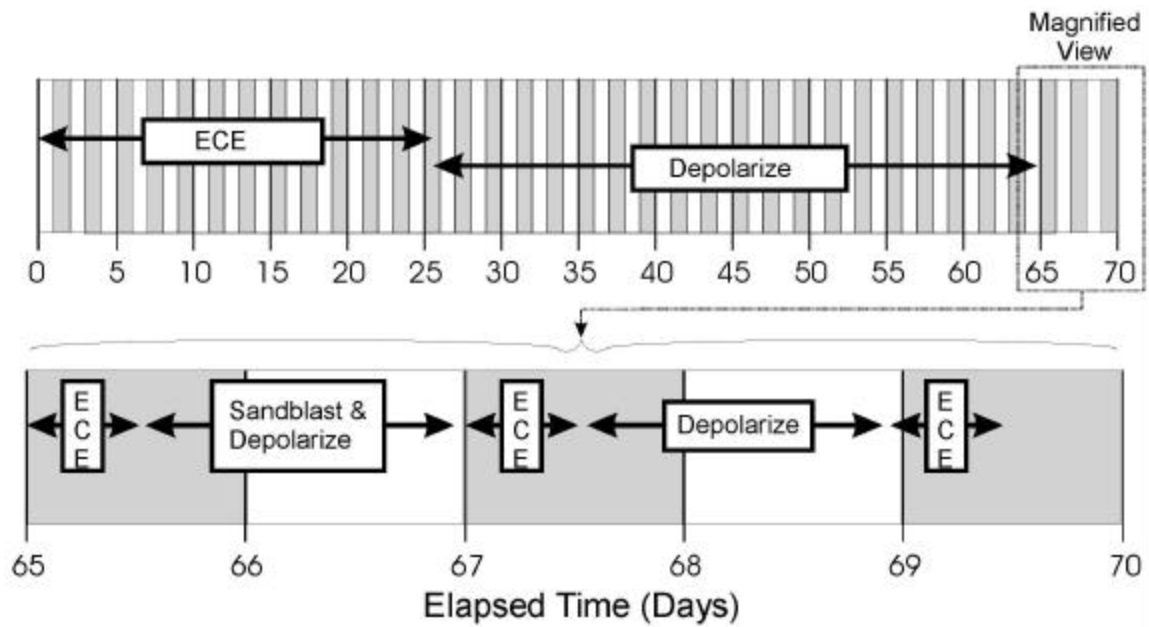 Magnified
View
ECE
Depolarize
0 5 10 15 20 25 30 35 40 45 50 55 60 65 70
E
C
E
Sandblast &
Depolarize
E
C
E
Depolarize
E
C
E
65 66 67 68 69 70
Elapsed Time (Days)